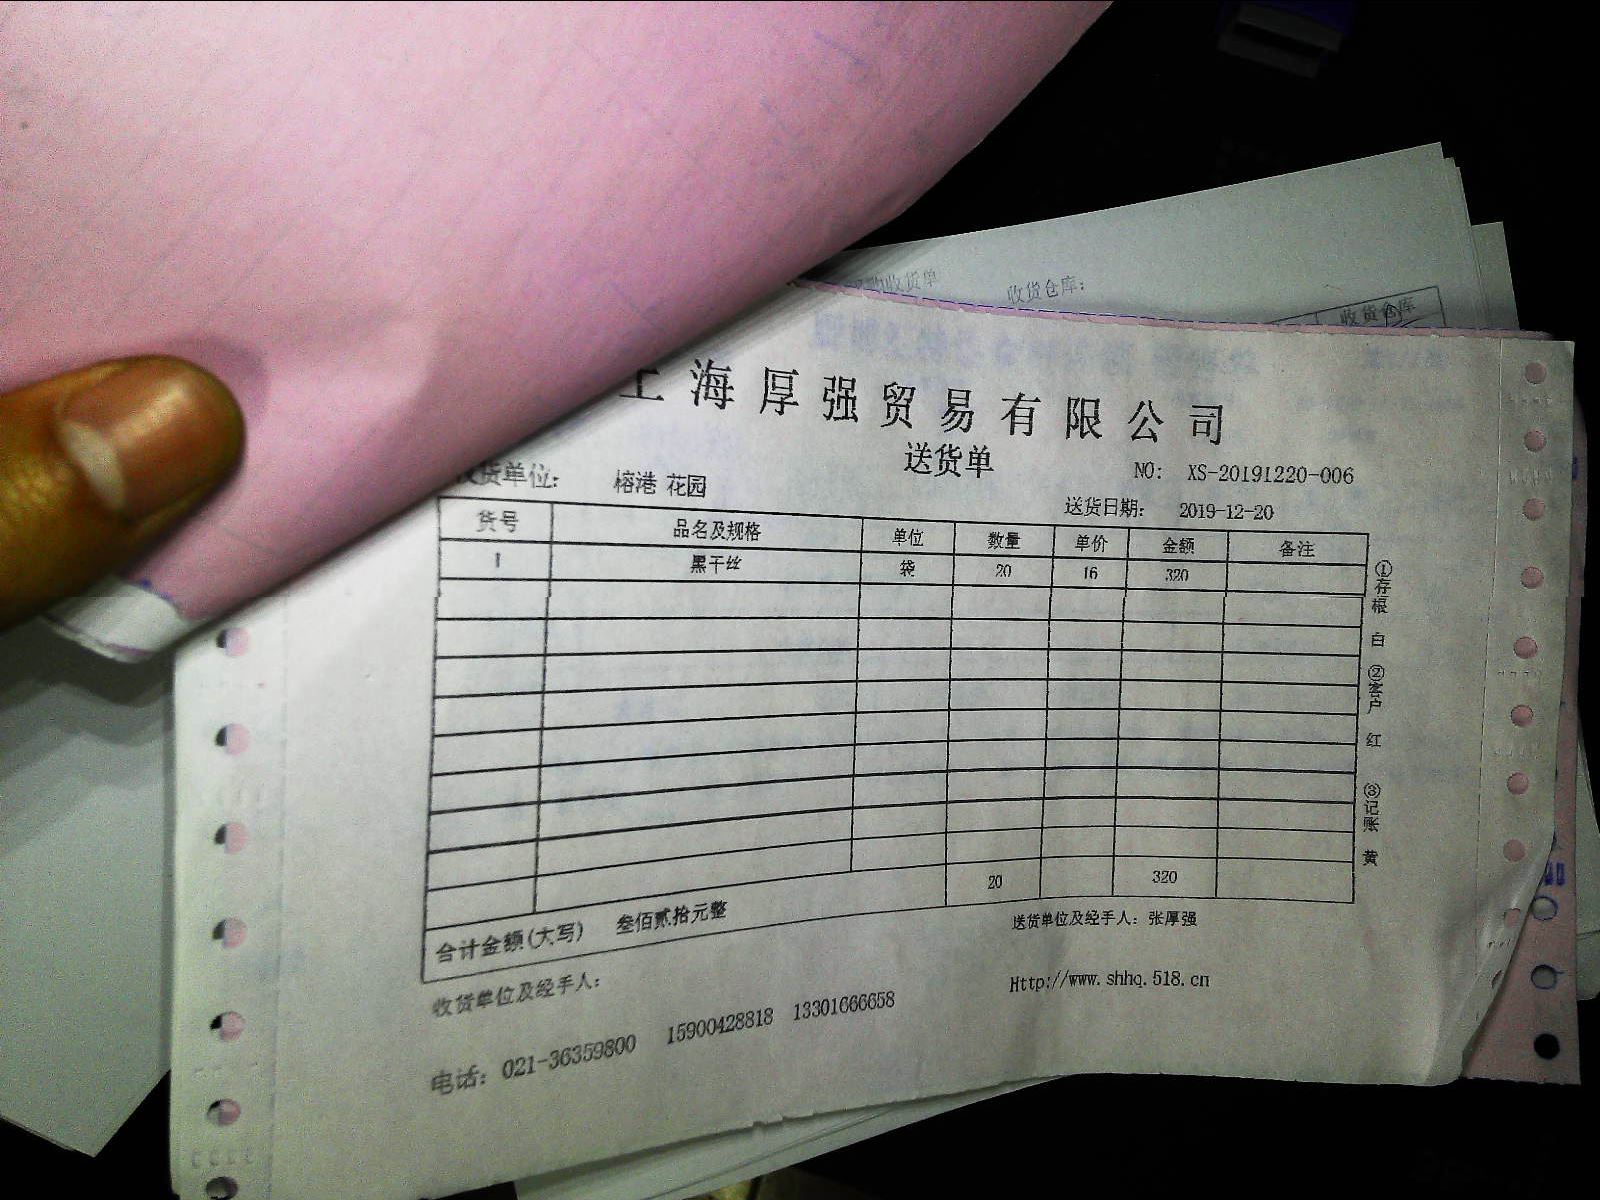 收货单
收货仓库:
收货仓库
上海厚强贸易有限公司
送货单
NO: XS-20191220-006
收货单位: 榕港 花园
送货日期: 2019-12-20
货号 品名及规格 单位 数量 单价 金额 备注
1 黑干丝 袋 20 16 320
20 320
合计金额(大写) 叁佰贰拾元整
①存根 白 ②客户 红 ③记账 黄
收货单位及经手人:
送货单位及经手人: 张厚强
电话: 021-36359800 15900428818 13301666658
Http://www.shhq.518.cn